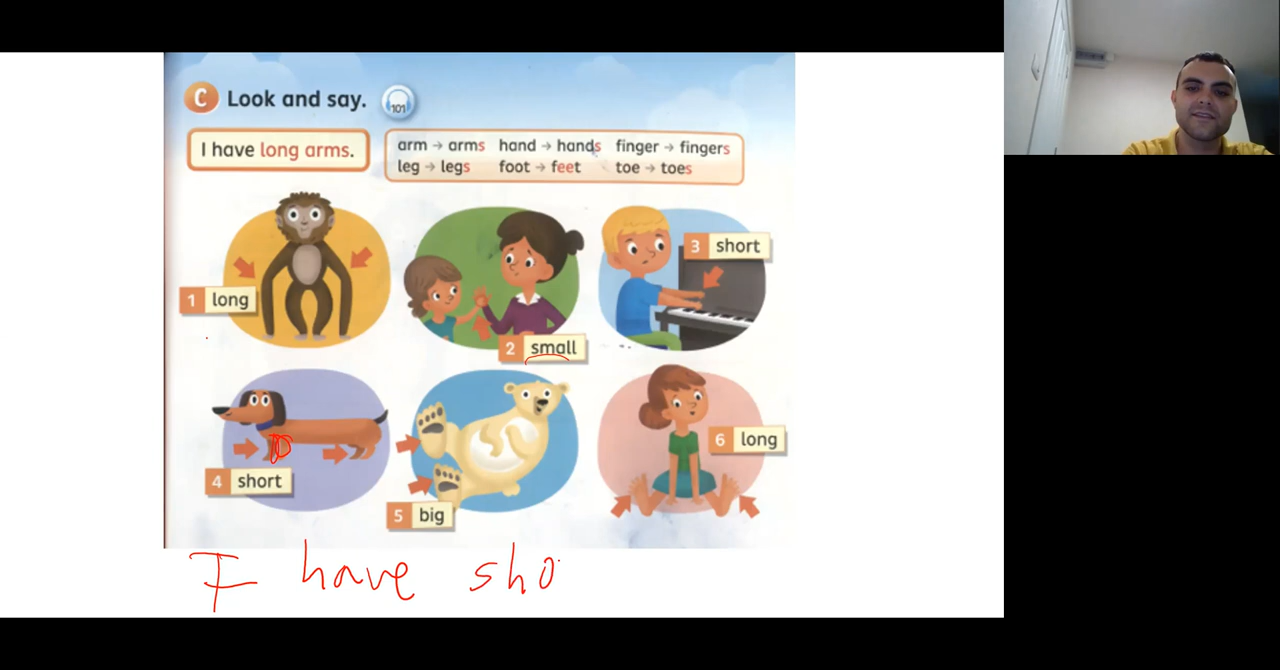 C Look and say. 101
I have long arms.
arm → arms hand → hands finger → fingers
leg → legs foot → feet toe → toes
1 long
2 small
3 short
4 short
5 big
6 long
I have sho